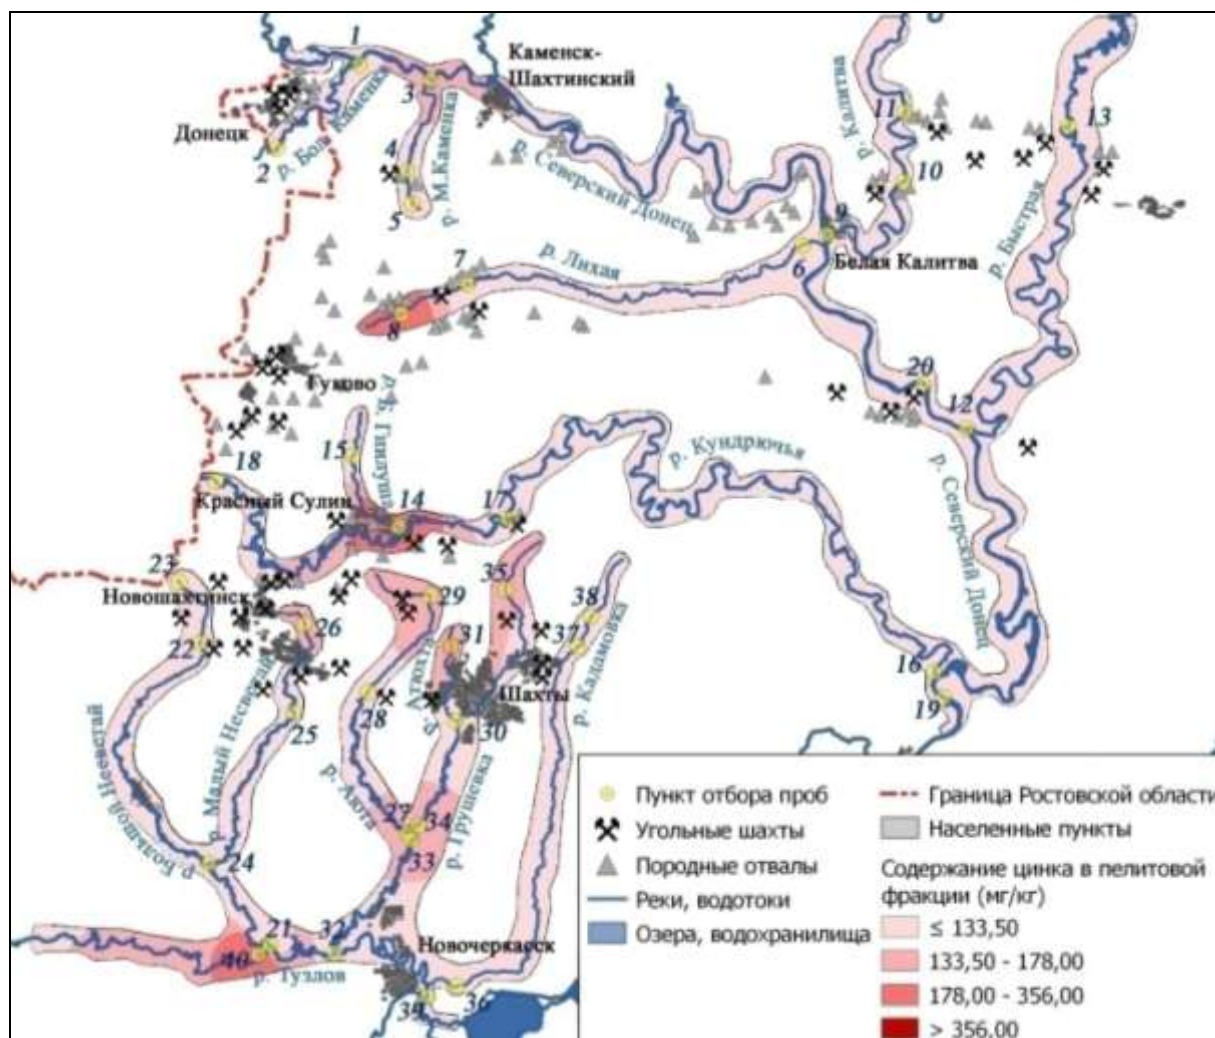 1
Каменск-
Шахтинский
3
Донецк
2
р. Бол. Каменка
4
р. М.Каменка
5
р. Северский Донец
р. Калитва
11
10
13
р. Быстрая
9
6
Белая Калитва
7
р. Лихая
8
Гуково
20
12
15
18
Красный Сулин
14
17
р. Кундрючья
р. Северский Донец
16
19
23
Новошахтинск
22
26
25
29
28
31
35
38
37
Шахты
30
р. Атюхта
р. Кадамовка
р. Малый Несветай
27
34
33
р. Грушевка
24
21
40
32
р. Тузлов
Новочеркасск
39
36
Пункт отбора проб
Угольные шахты
Породные отвалы
Реки, водотоки
Озера, водохранилища
Граница Ростовской области
Населенные пункты
Содержание цинка в пелитовой
фракции (мг/кг)
≤ 133,50
133,50 - 178,00
178,00 - 356,00
> 356,00